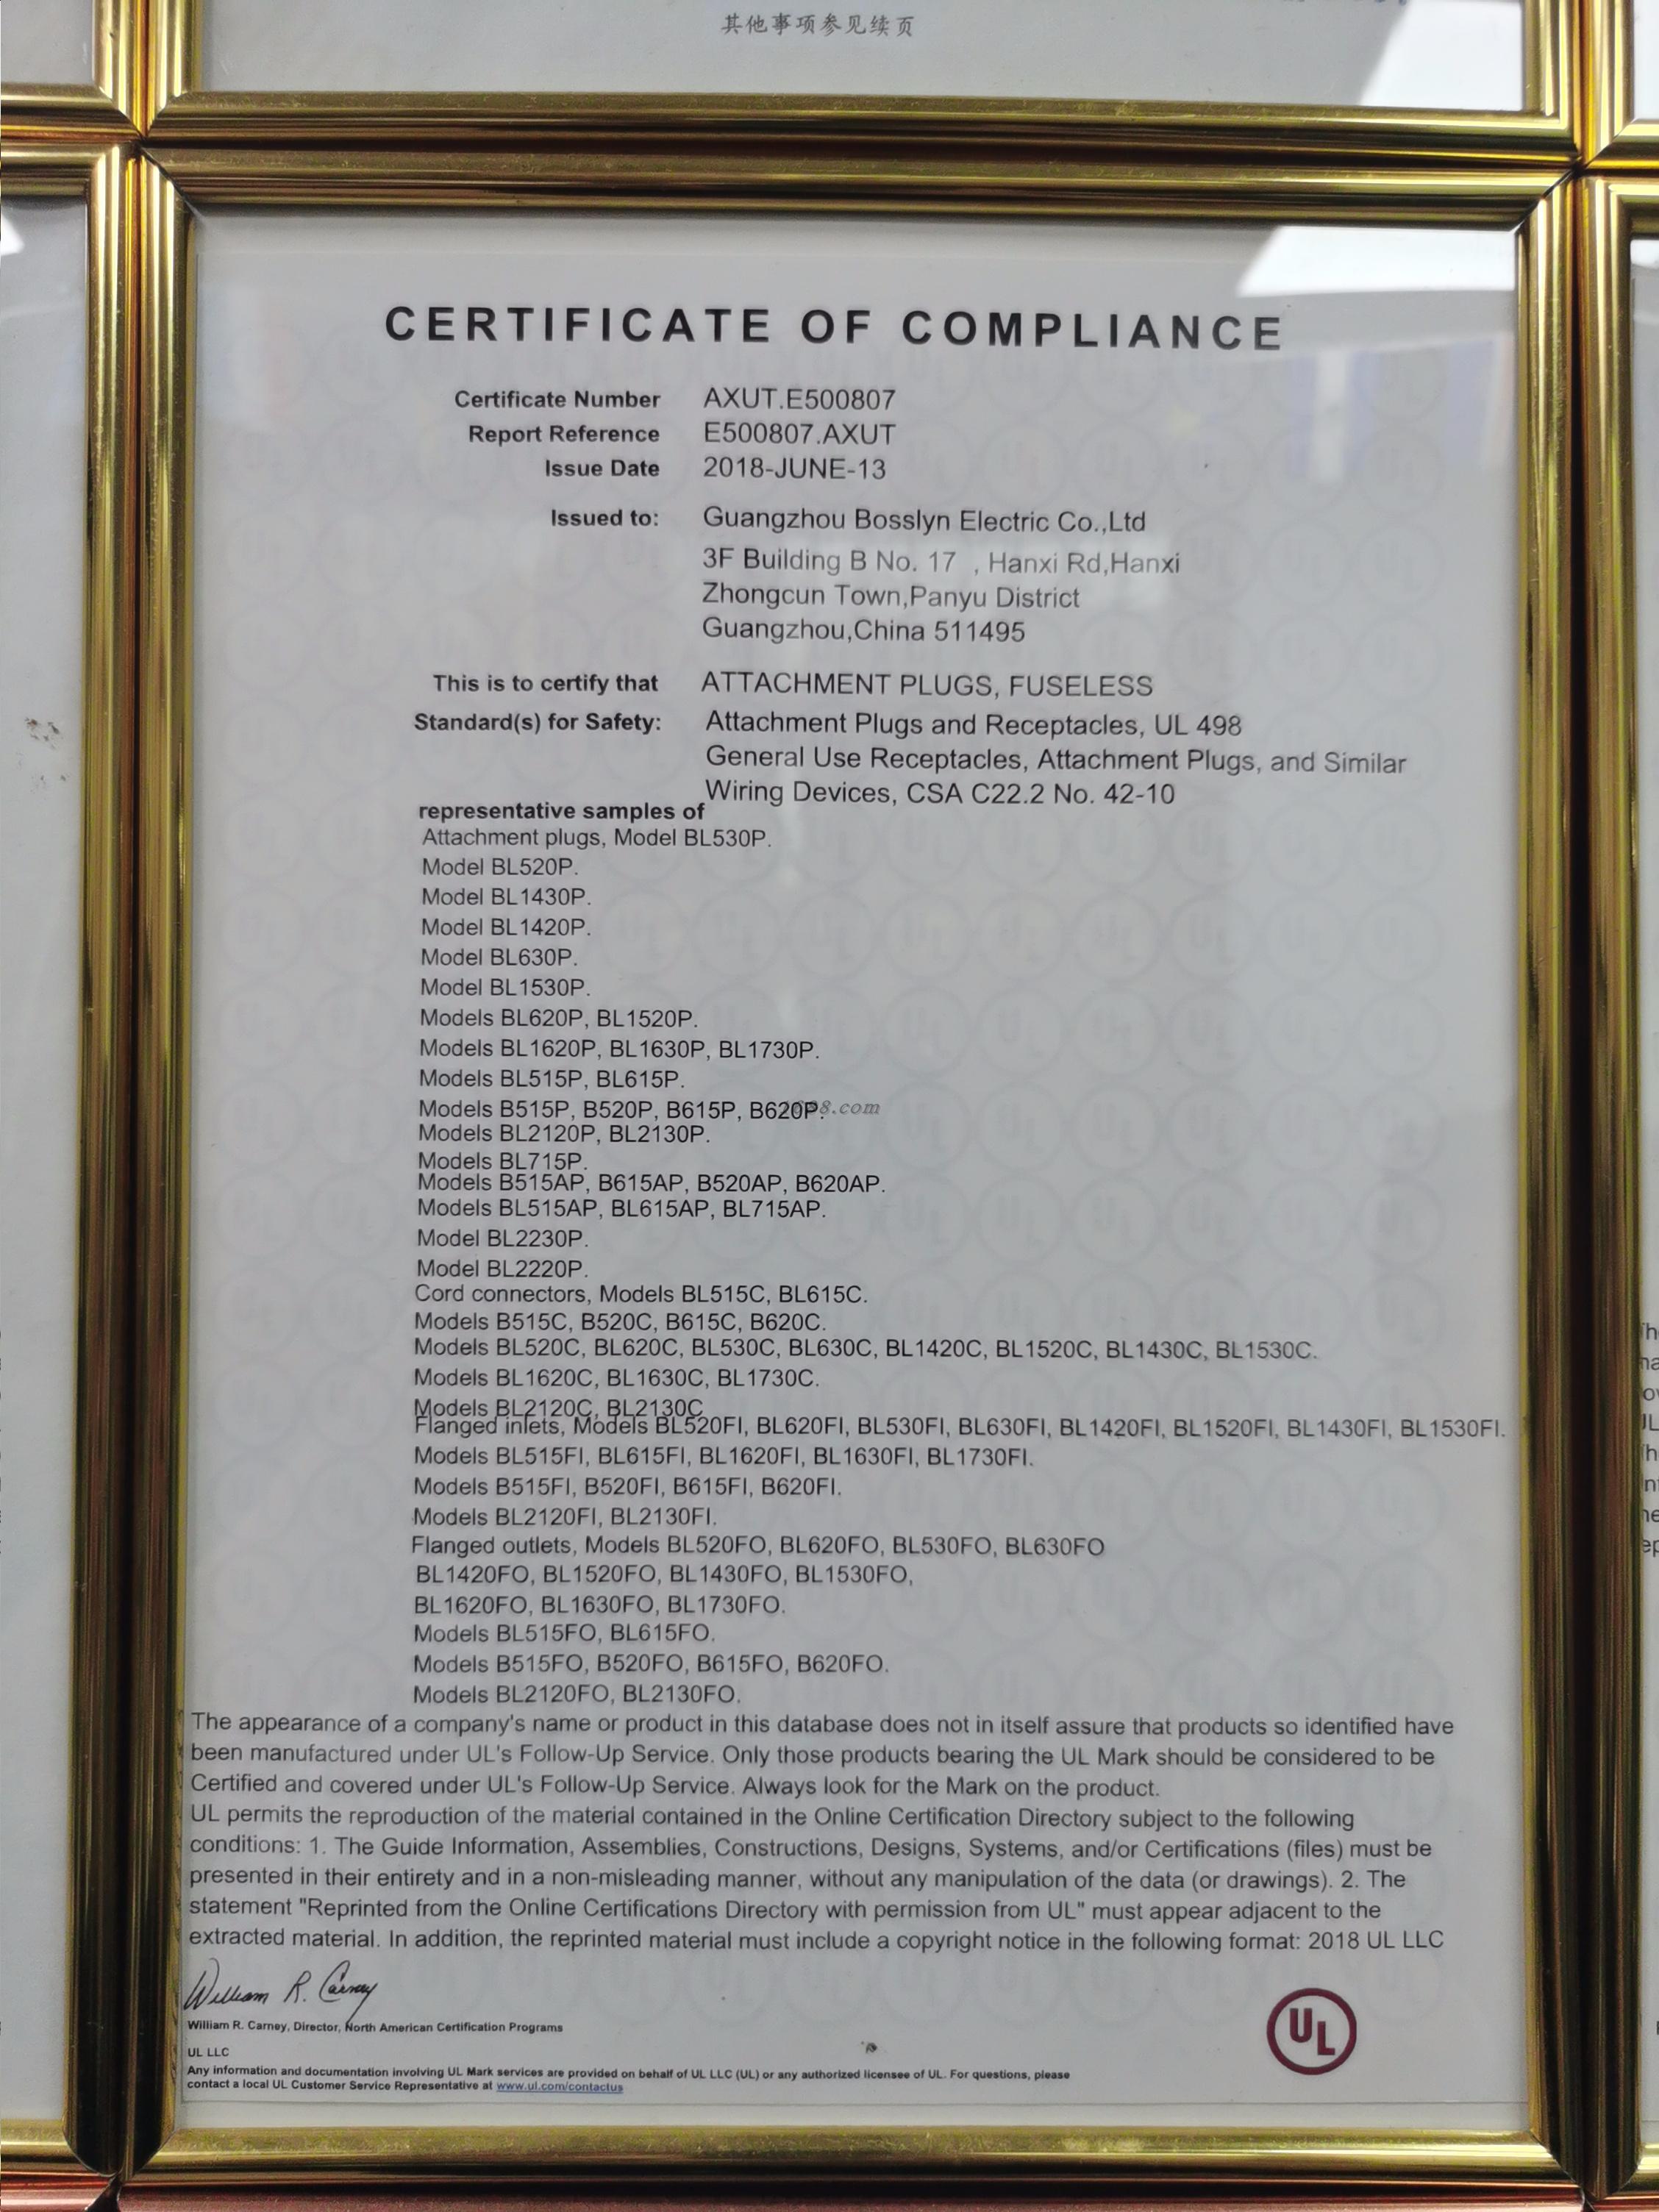 其他事项参见续页
CERTIFICATE OF COMPLIANCE
Certificate Number AXUT.E500807
Report Reference E500807.AXUT
Issue Date 2018-JUNE-13
Issued to: Guangzhou Bosslyn Electric Co.,Ltd
3F Building B No. 17 , Hanxi Rd,Hanxi
Zhongcun Town,Panyu District
Guangzhou,China 511495
This is to certify that ATTACHMENT PLUGS, FUSELESS
Standard(s) for Safety: Attachment Plugs and Receptacles, UL 498
General Use Receptacles, Attachment Plugs, and Similar
Wiring Devices, CSA C22.2 No. 42-10
representative samples of
Attachment plugs, Model BL530P.
Model BL520P.
Model BL1430P.
Model BL1420P.
Model BL630P.
Model BL1530P.
Models BL620P, BL1520P.
Models BL1620P, BL1630P, BL1730P.
Models BL515P, BL615P.
Models B515P, B520P, B615P, B620P.
Models BL2120P, BL2130P.
Models BL715P.
Models B515AP, B615AP, B520AP, B620AP.
Models BL515AP, BL615AP, BL715AP.
Model BL2230P.
Model BL2220P.
Cord connectors, Models BL515C, BL615C.
Models B515C, B520C, B615C, B620C.
Models BL520C, BL620C, BL530C, BL630C, BL1420C, BL1520C, BL1430C, BL1530C.
Models BL1620C, BL1630C, BL1730C.
Models BL2120C, BL2130C
Flanged inlets, Models BL520FI, BL620FI, BL530FI, BL630FI, BL1420FI, BL1520FI, BL1430FI, BL1530FI.
Models BL515FI, BL615FI, BL1620FI, BL1630FI, BL1730FI.
Models B515FI, B520FI, B615FI, B620FI.
Models BL2120FI, BL2130FI.
Flanged outlets, Models BL520FO, BL620FO, BL530FO, BL630FO
BL1420FO, BL1520FO, BL1430FO, BL1530FO,
BL1620FO, BL1630FO, BL1730FO.
Models BL515FO, BL615FO.
Models B515FO, B520FO, B615FO, B620FO.
Models BL2120FO, BL2130FO.
The appearance of a company's name or product in this database does not in itself assure that products so identified have
been manufactured under UL's Follow-Up Service. Only those products bearing the UL Mark should be considered to be
Certified and covered under UL's Follow-Up Service. Always look for the Mark on the product.
UL permits the reproduction of the material contained in the Online Certification Directory subject to the following
conditions: 1. The Guide Information, Assemblies, Constructions, Designs, Systems, and/or Certifications (files) must be
presented in their entirety and in a non-misleading manner, without any manipulation of the data (or drawings). 2. The
statement "Reprinted from the Online Certifications Directory with permission from UL" must appear adjacent to the
extracted material. In addition, the reprinted material must include a copyright notice in the following format: 2018 UL LLC
William R. Carney
William R. Carney, Director, North American Certification Programs
UL LLC
Any information and documentation involving UL Mark services are provided on behalf of UL LLC (UL) or any authorized licensee of UL. For questions, please
contact a local UL Customer Service Representative at www.ul.com/contactus
UL